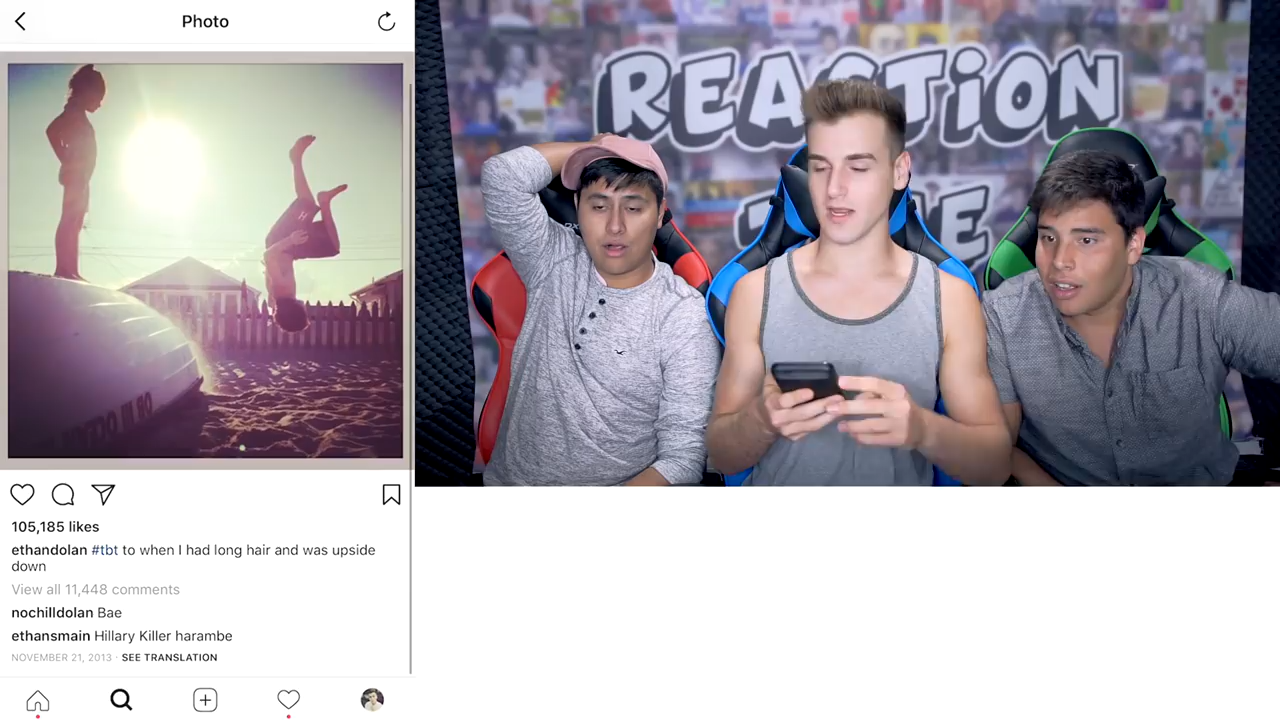 Photo
105,185 likes
ethandolan #tbt to when I had long hair and was upside
down
View all 11,448 comments
nochilldolan Bae
ethansmain Hillary Killer harambe
NOVEMBER 21, 2013 · SEE TRANSLATION
REACTION